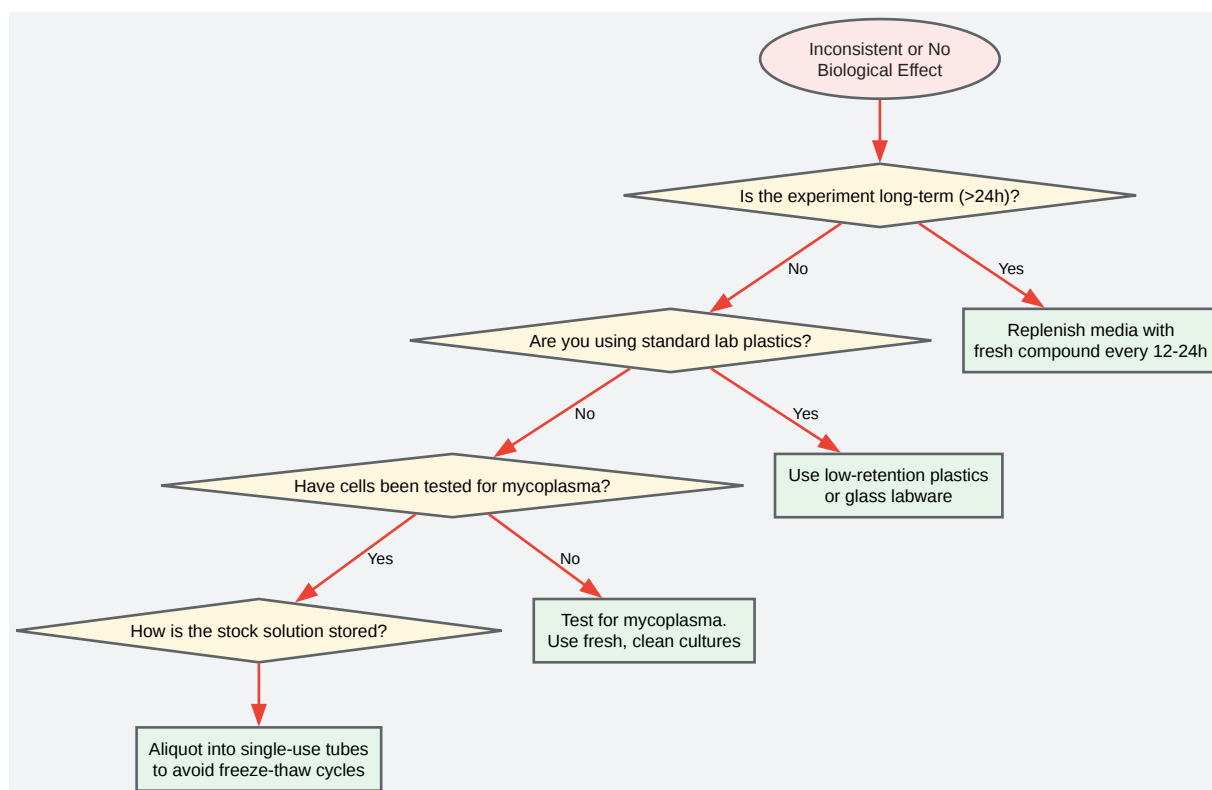 Inconsistent or No
Biological Effect
Is the experiment long-term (>24h)?
No
Yes
Are you using standard lab plastics?
Replenish media with
fresh compound every 12-24h
No
Yes
Have cells been tested for mycoplasma?
Use low-retention plastics
or glass labware
Yes
No
How is the stock solution stored?
Test for mycoplasma.
Use fresh, clean cultures
Aliquot into single-use tubes
to avoid freeze-thaw cycles